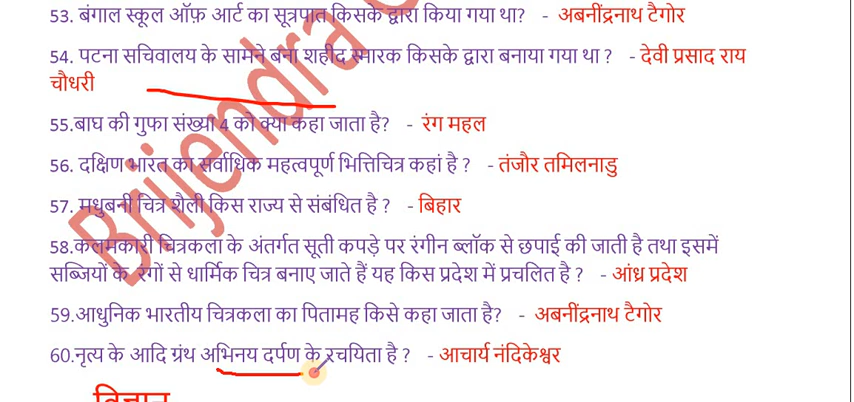 53. बंगाल स्कूल ऑफ़ आर्ट का सूत्रपात किसके द्वारा किया गया था? - अबनींद्रनाथ टैगोर
54. पटना सचिवालय के सामने बना शहीद स्मारक किसके द्वारा बनाया गया था ? - देवी प्रसाद राय
चौधरी
55.बाघ की गुफा संख्या 4 को क्या कहा जाता है? - रंग महल
56. दक्षिण भारत का सर्वाधिक महत्वपूर्ण भित्तिचित्र कहां है ? - तंजौर तमिलनाडु
57. मधुबनी चित्र शैली किस राज्य से संबंधित है ? - बिहार
58.कलमकारी चित्रकला के अंतर्गत सूती कपड़े पर रंगीन ब्लॉक से छपाई की जाती है तथा इसमें
सब्जियों के रंगों से धार्मिक चित्र बनाए जाते हैं यह किस प्रदेश में प्रचलित है ? - आंध्र प्रदेश
59.आधुनिक भारतीय चित्रकला का पितामह किसे कहा जाता है? - अबनींद्रनाथ टैगोर
60.नृत्य के आदि ग्रंथ अभिनय दर्पण के रचयिता है ? - आचार्य नंदिकेश्वर
विज्ञान
Brijendra